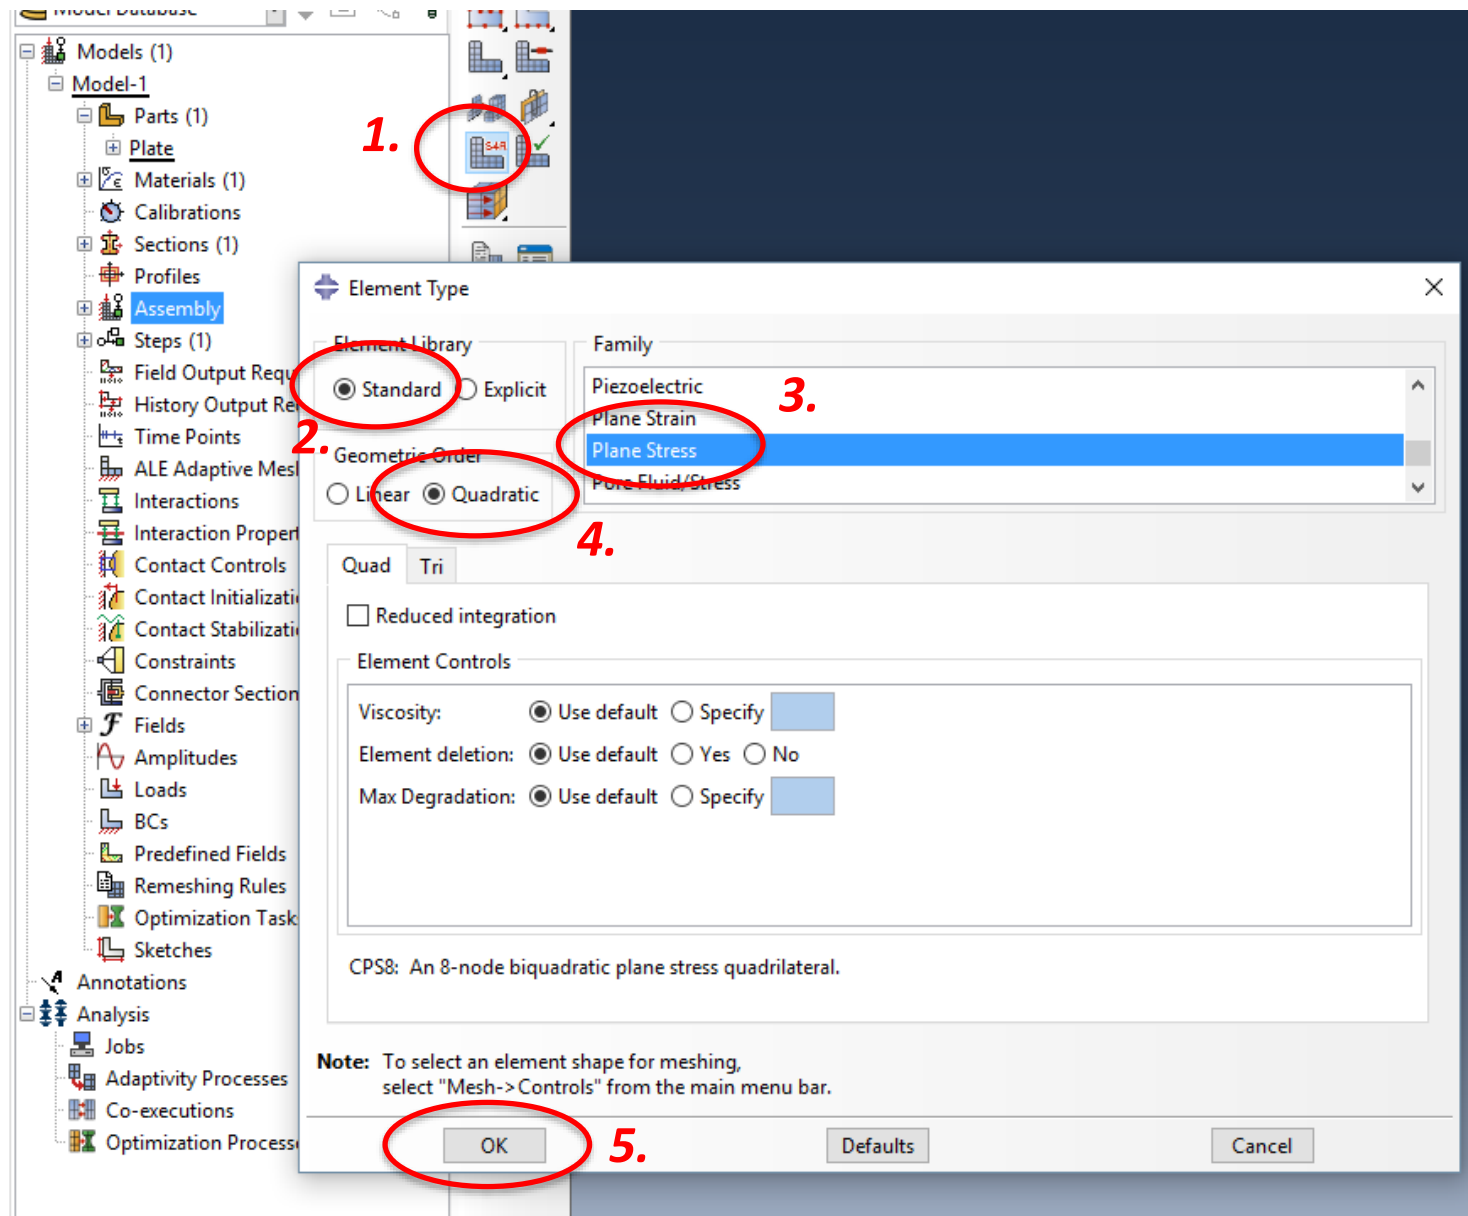 Model Database
Models (1)
Model-1
Parts (1)
1.
Plate
S4R
Materials (1)
Calibrations
Sections (1)
Profiles
Element Type
Assembly
Steps (1)
Element Library
Family
Field Output Requ
Standard
Explicit
Piezoelectric
3.
History Output Re
Plane Strain
Time Points
2.
Geometric Order
Plane Stress
ALE Adaptive Mes
Pore Fluid/Stress
Linear
Quadratic
Interactions
4.
Interaction Propert
Contact Controls
Quad
Tri
Contact Initializati
Reduced integration
Contact Stabilizati
Constraints
Element Controls
Connector Section
Viscosity:
Use default
Specify
Fields
Element deletion:
Use default
Yes
No
Amplitudes
Max Degradation:
Use default
Specify
Loads
BCs
Predefined Fields
Remeshing Rules
Optimization Task
Sketches
CPS8: An 8-node biquadratic plane stress quadrilateral.
Annotations
Analysis
Jobs
Note: To select an element shape for meshing,
select "Mesh->Controls" from the main menu bar.
Adaptivity Processes
Co-executions
Optimization Process
OK
5.
Defaults
Cancel